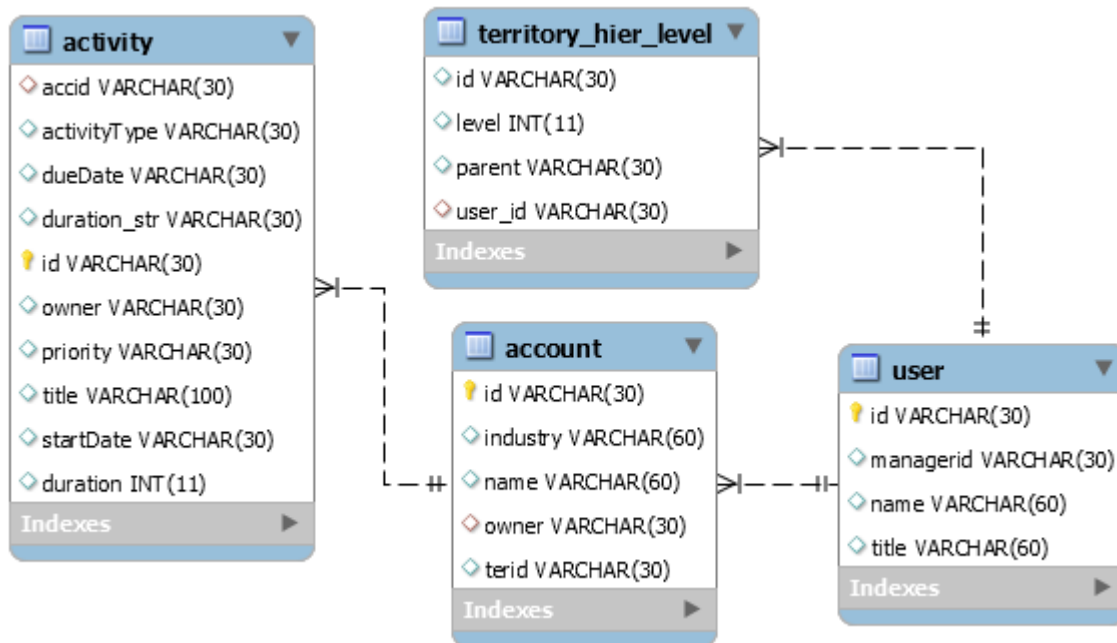 activity
accid VARCHAR(30)
activityType VARCHAR(30)
dueDate VARCHAR(30)
duration_str VARCHAR(30)
id VARCHAR(30)
owner VARCHAR(30)
priority VARCHAR(30)
title VARCHAR(100)
startDate VARCHAR(30)
duration INT(11)
Indexes
territory_hier_level
id VARCHAR(30)
level INT(11)
parent VARCHAR(30)
user_id VARCHAR(30)
Indexes
account
id VARCHAR(30)
industry VARCHAR(60)
name VARCHAR(60)
owner VARCHAR(30)
terid VARCHAR(30)
Indexes
user
id VARCHAR(30)
managerid VARCHAR(30)
name VARCHAR(60)
title VARCHAR(60)
Indexes